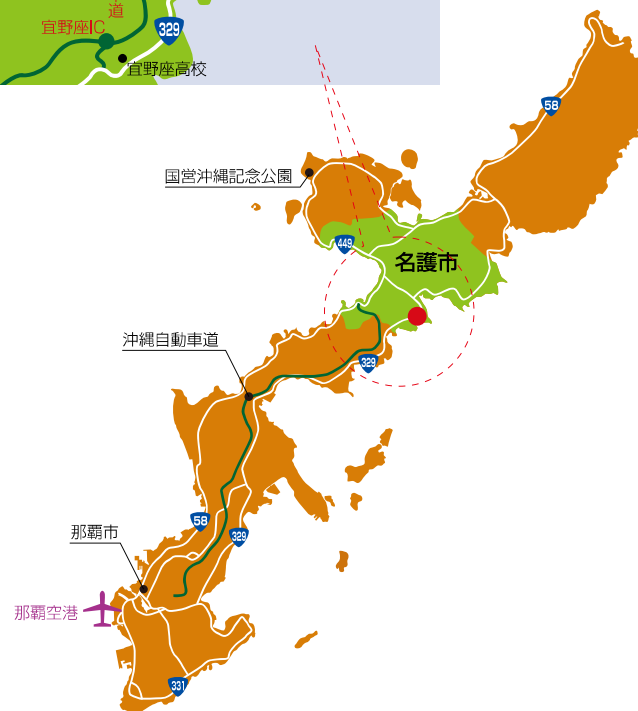 道
宜野座IC
329
宜野座高校
58
国営沖縄記念公園
449
名護市
沖縄自動車道
329
58
329
那覇市
那覇空港
331